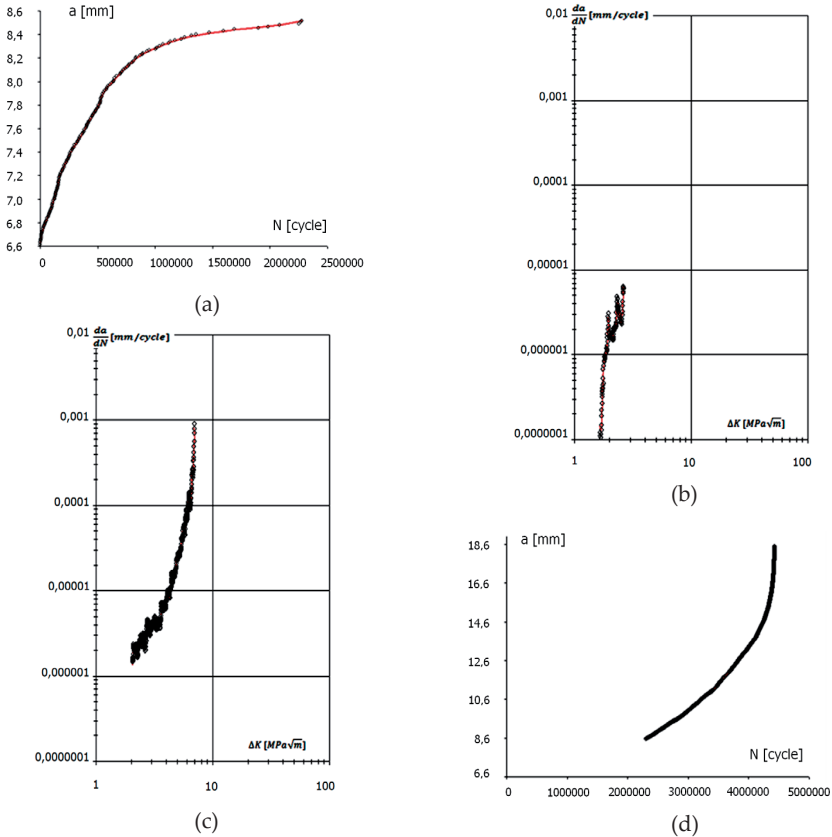 a [mm]
8,6
8,4
8,2
8,0
7,8
7,6
7,4
7,2
7,0
6,8
6,6
N [cycle]
0 500000 1000000 1500000 2000000 2500000
(a)
0,01 da/dN [mm/cycle]
0,001
0,0001
0,00001
0,000001
0,0000001
ΔK [MPa√m]
1 10 100
(b)
0,01 da/dN [mm/cycle]
0,001
0,0001
0,00001
0,000001
0,0000001
ΔK [MPa√m]
1 10 100
(c)
a [mm]
18,6
16,6
14,6
12,6
10,6
8,6
6,6
N [cycle]
0 1000000 2000000 3000000 4000000 5000000
(d)